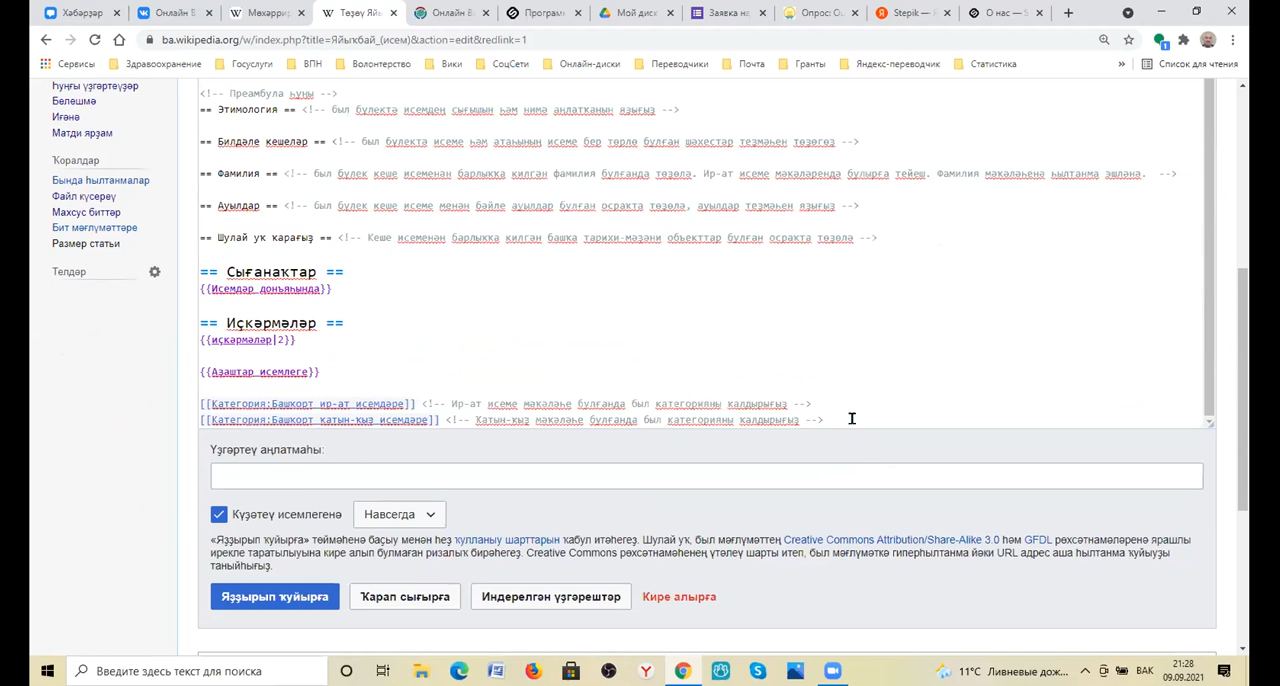 Хәбәрҙәр
Онлайн Б
Мөхәррир
Төҙөү Яйы
Онлайн В
Програм
Мой диск
Заявка на
Опрос: О
Stepik —
О нас — S
ba.wikipedia.org/w/index.php?title=Яйыҡбай_(исем)&action=edit&redlink=1
Сервисы
Здравоохранение
Госуслуги
ВПН
Волонтерство
Вики
СоцСети
Онлайн-диски
Переводчики
Почта
Гранты
Яндекс-переводчик
Статистика
»
Список для чтения
Һуңғы үҙгәртеүҙәр
Белешмә
Иғәнә
Матди ярҙам
Ҡоралдар
Бында һылтанмалар
Файл күсереү
Махсус биттәр
Бит мәғлүмәттәре
Размер статьи
Телдәр
<!-- Преамбула һуңы -->
== Этимология == <!-- был бүлектә исемдең сығышын һәм нимә аңлатҡанын яҙығыҙ -->
== Билдәле кешеләр == <!-- был бүлектә исеме һәм атаһының исеме бер төрлө булған шәхестәр теҙмәһен төҙөгөҙ -->
== Фамилия == <!-- был бүлек кеше исеменән барлыҡҡа килгән фамилия булғанда төҙөлә. Ир-ат исеме мәҡәләрендә булырға тейеш. Фамилия мәҡәләһенә һылтанма эшләнә. -->
== Ауылдар == <!-- был бүлек кеше исеме менән бәйле ауылдар булған осраҡта төҙөлә, ауылдар теҙмәһен яҙығыҙ -->
== Шулай уҡ ҡарағыҙ == <!-- Кеше исеменән барлыҡҡа килгән башҡа тарихи-мәҙәни объекттар булған осраҡта төҙөлә -->
== Сығанаҡтар ==
{{Исемдәр донъяһында}}
== Иҫкәрмәләр ==
{{иҫкәрмәләр|2}}
{{Аҙаштар исемлеге}}
[[Категория:Башҡорт ир-ат исемдәре]] <!-- Ир-ат исеме мәҡәләһе булғанда был категорияны ҡалдырығыҙ -->
[[Категория:Башҡорт ҡатын-ҡыҙ исемдәре]] <!-- Ҡатын-ҡыҙ мәҡәләһе булғанда был категорияны ҡалдырығыҙ -->
Үҙгәртеү аңлатмаһы:
Күҙәтеү исемлегенә
Навсегда
«Яҙҙырып ҡуйырға» төймәһенә баҫыу менән һеҙ ҡулланыу шарттарын ҡабул итәһегеҙ. Шулай уҡ, был мәғлүмәттең Creative Commons Attribution/Share-Alike 3.0 һәм GFDL рөхсәтнамәләренә ярашлы
ирекле таратылыуына кире алып булмаған ризалыҡ бирәһегеҙ. Creative Commons рөхсәтнамәһенең үтәлеү шарты итеп, был мәғлүмәткә гиперһылтанма йәки URL адрес аша һылтанма ҡуйыуҙы
таныйһығыҙ.
Яҙҙырып ҡуйырға
Ҡарап сығырға
Индерелгән үҙгәрештәр
Кире алырға
Введите здесь текст для поиска
11°C Ливневые дож...
ВАК
21:28
09.09.2021